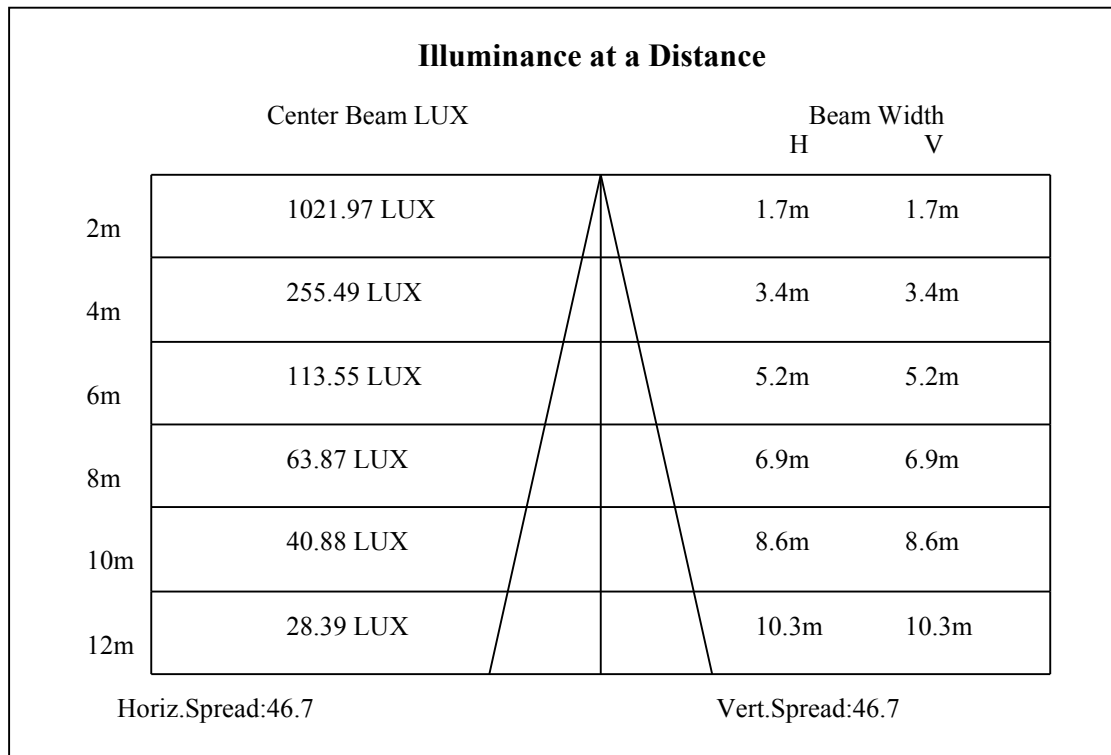 Illuminance at a Distance
Center Beam LUX Beam Width
H V
2m 1021.97 LUX 1.7m 1.7m
4m 255.49 LUX 3.4m 3.4m
6m 113.55 LUX 5.2m 5.2m
8m 63.87 LUX 6.9m 6.9m
10m 40.88 LUX 8.6m 8.6m
12m 28.39 LUX 10.3m 10.3m
Horiz.Spread:46.7 Vert.Spread:46.7